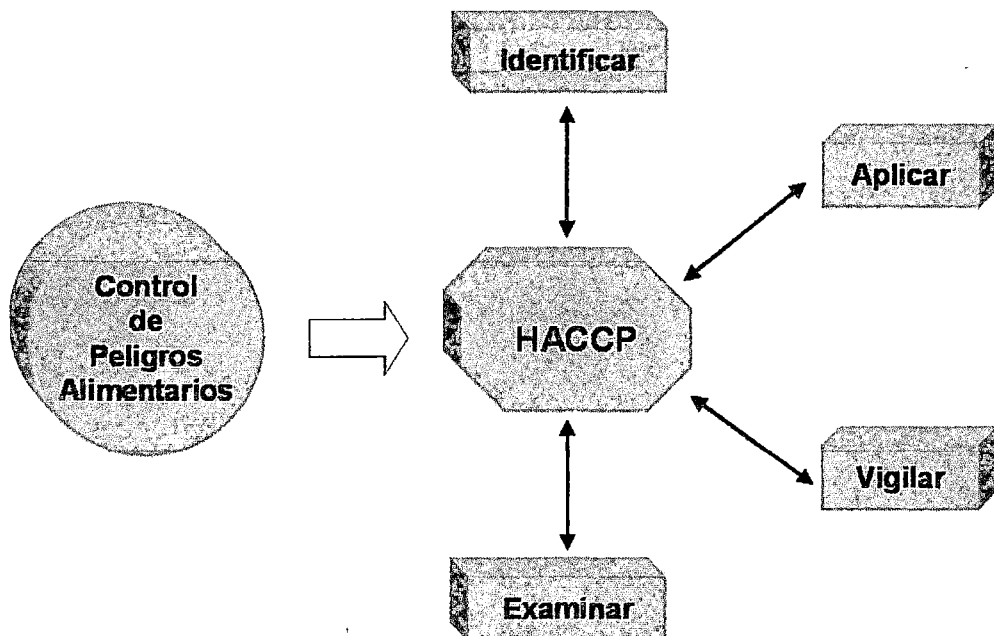 Identificar
Aplicar
Control
de
Peligros
Alimentarios
HACCP
Vigilar
Examinar